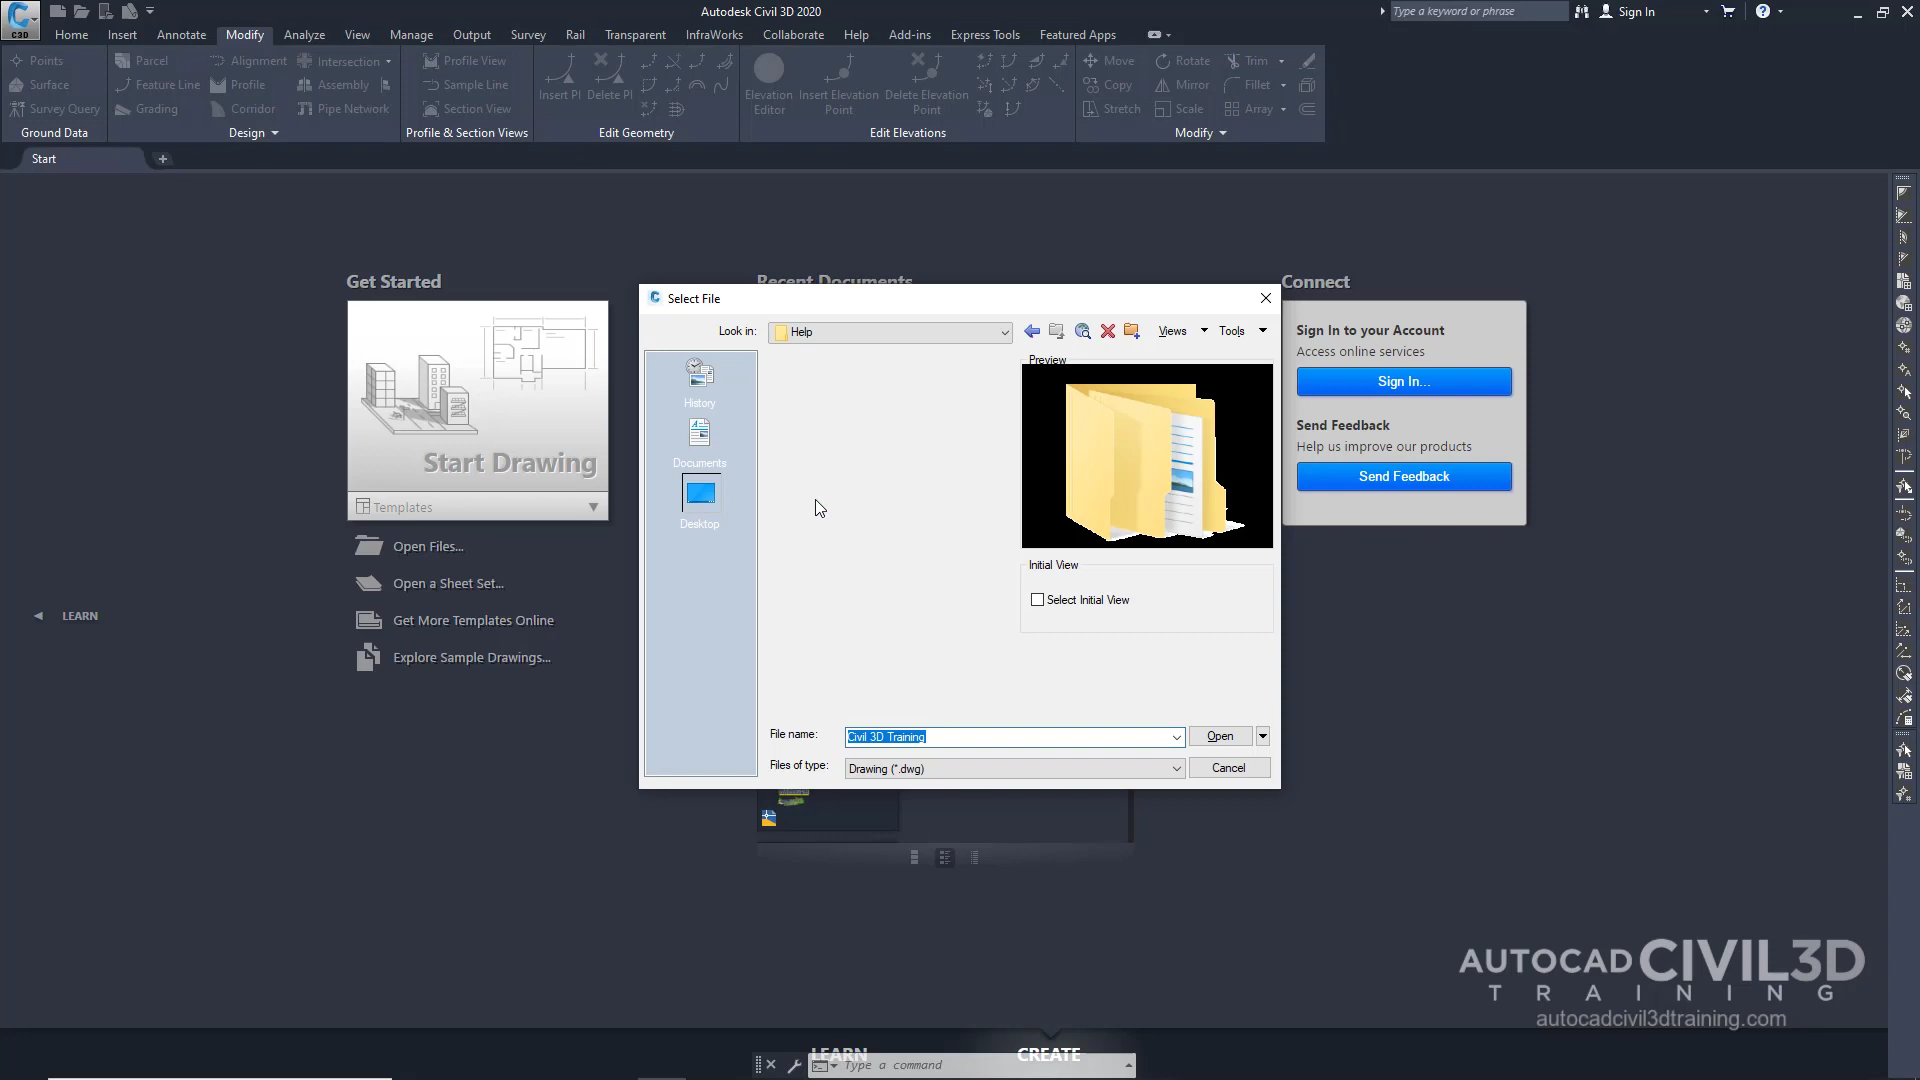 Autodesk Civil 3D 2020
Type a keyword or phrase
Sign In
C3D
Home Insert Annotate Modify Analyze View Manage Output Survey Rail Transparent InfraWorks Collaborate Help Add-ins Express Tools Featured Apps
Points
Surface
Survey Query
Ground Data
Parcel
Feature Line
Grading
Alignment
Profile
Corridor
Intersection
Assembly
Pipe Network
Design
Profile View
Sample Line
Section View
Profile & Section Views
Insert PI
Delete PI
Edit Geometry
Elevation
Editor
Insert Elevation
Point
Delete Elevation
Point
Edit Elevations
Move
Copy
Stretch
Rotate
Mirror
Scale
Trim
Fillet
Array
Modify
Start
Get Started
Start Drawing
Templates
Open Files...
Open a Sheet Set...
Get More Templates Online
Explore Sample Drawings...
LEARN
Recent Documents
Select File
Look in:
Help
Views
Tools
History
Documents
Desktop
Preview
Initial View
Select Initial View
File name:
Civil 3D Training
Open
Files of type:
Drawing (*.dwg)
Cancel
Connect
Sign In to your Account
Access online services
Sign In...
Send Feedback
Help us improve our products
Send Feedback
AUTOCAD CIVIL3D
TRAINING
autocadcivil3dtraining.com
LEARN
CREATE
Type a command